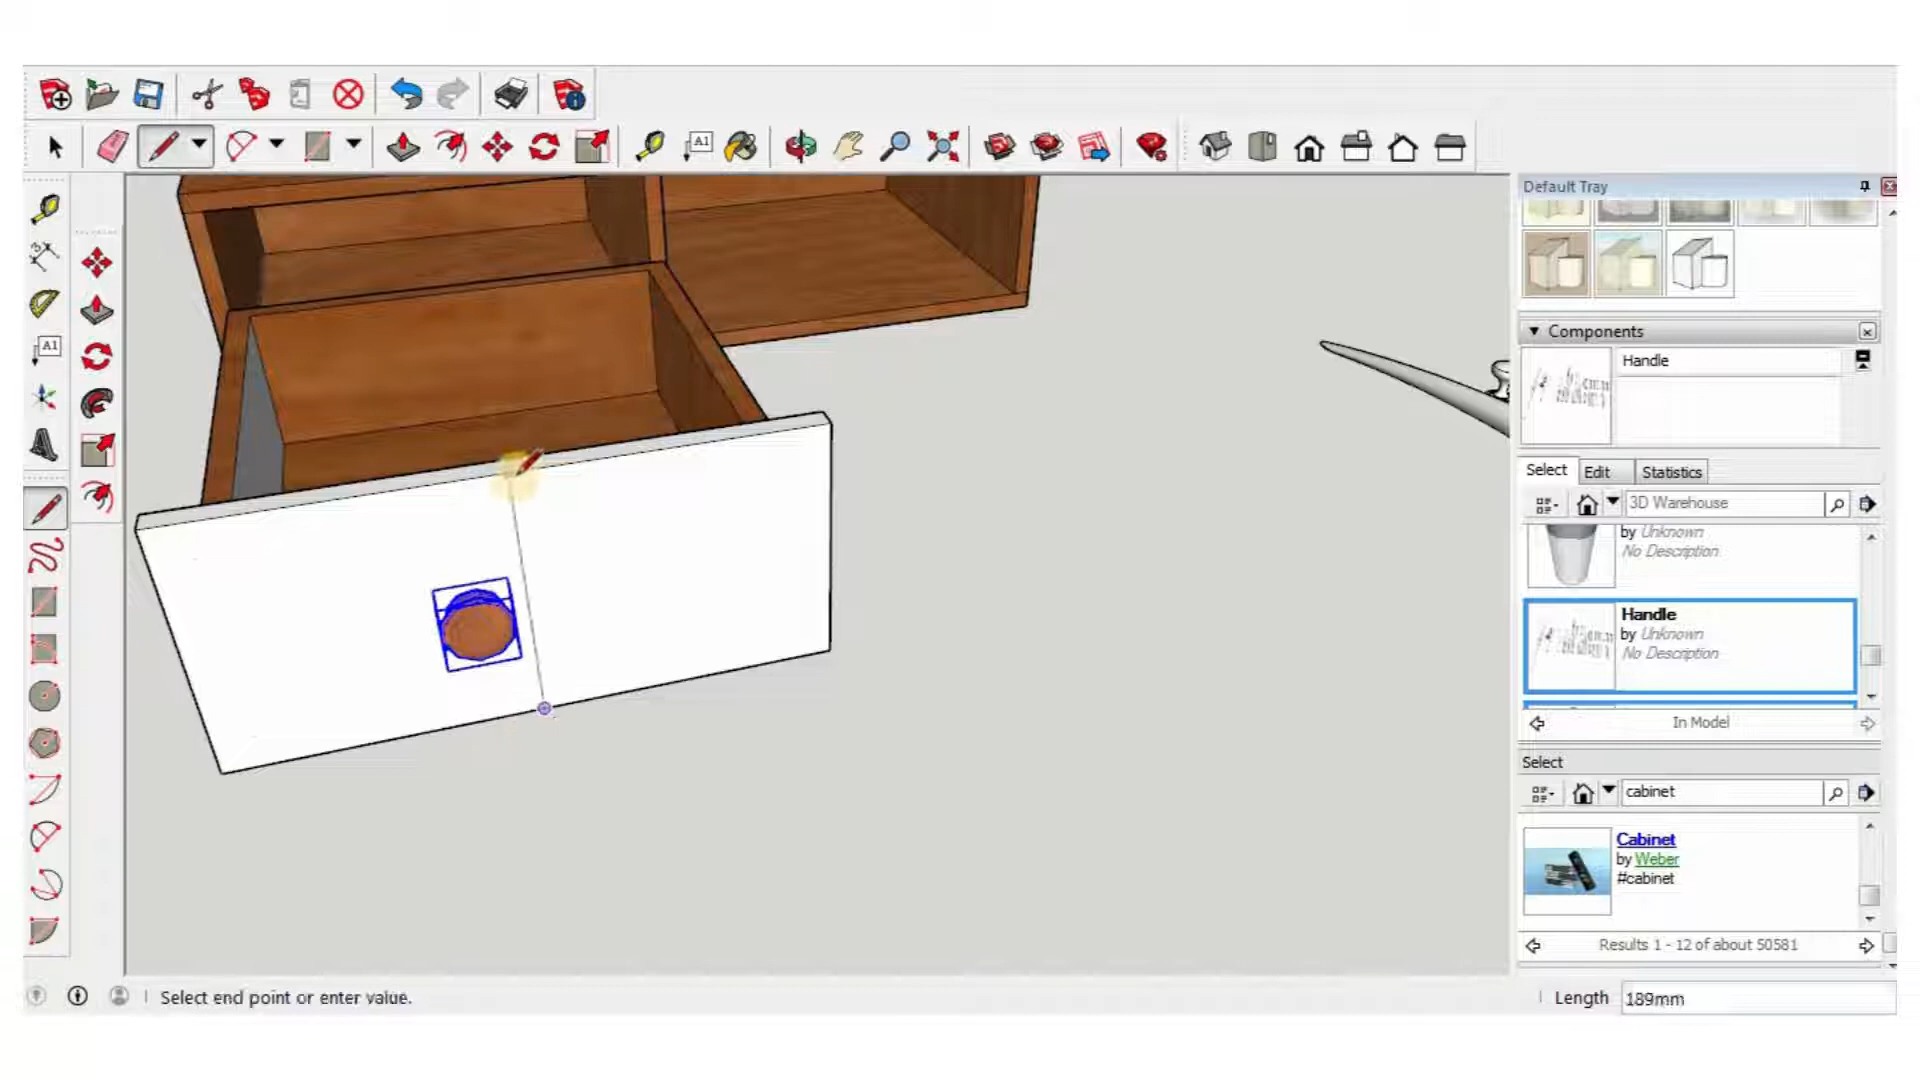 A1
Default Tray
Components
Handle
A1
Select Edit Statistics
3D Warehouse
by Unknown
No Description
Handle
by Unknown
No Description
In Model
Select
cabinet
Cabinet
by Weber
#cabinet
Results 1 - 12 of about 50581
Select end point or enter value.
Length 189mm